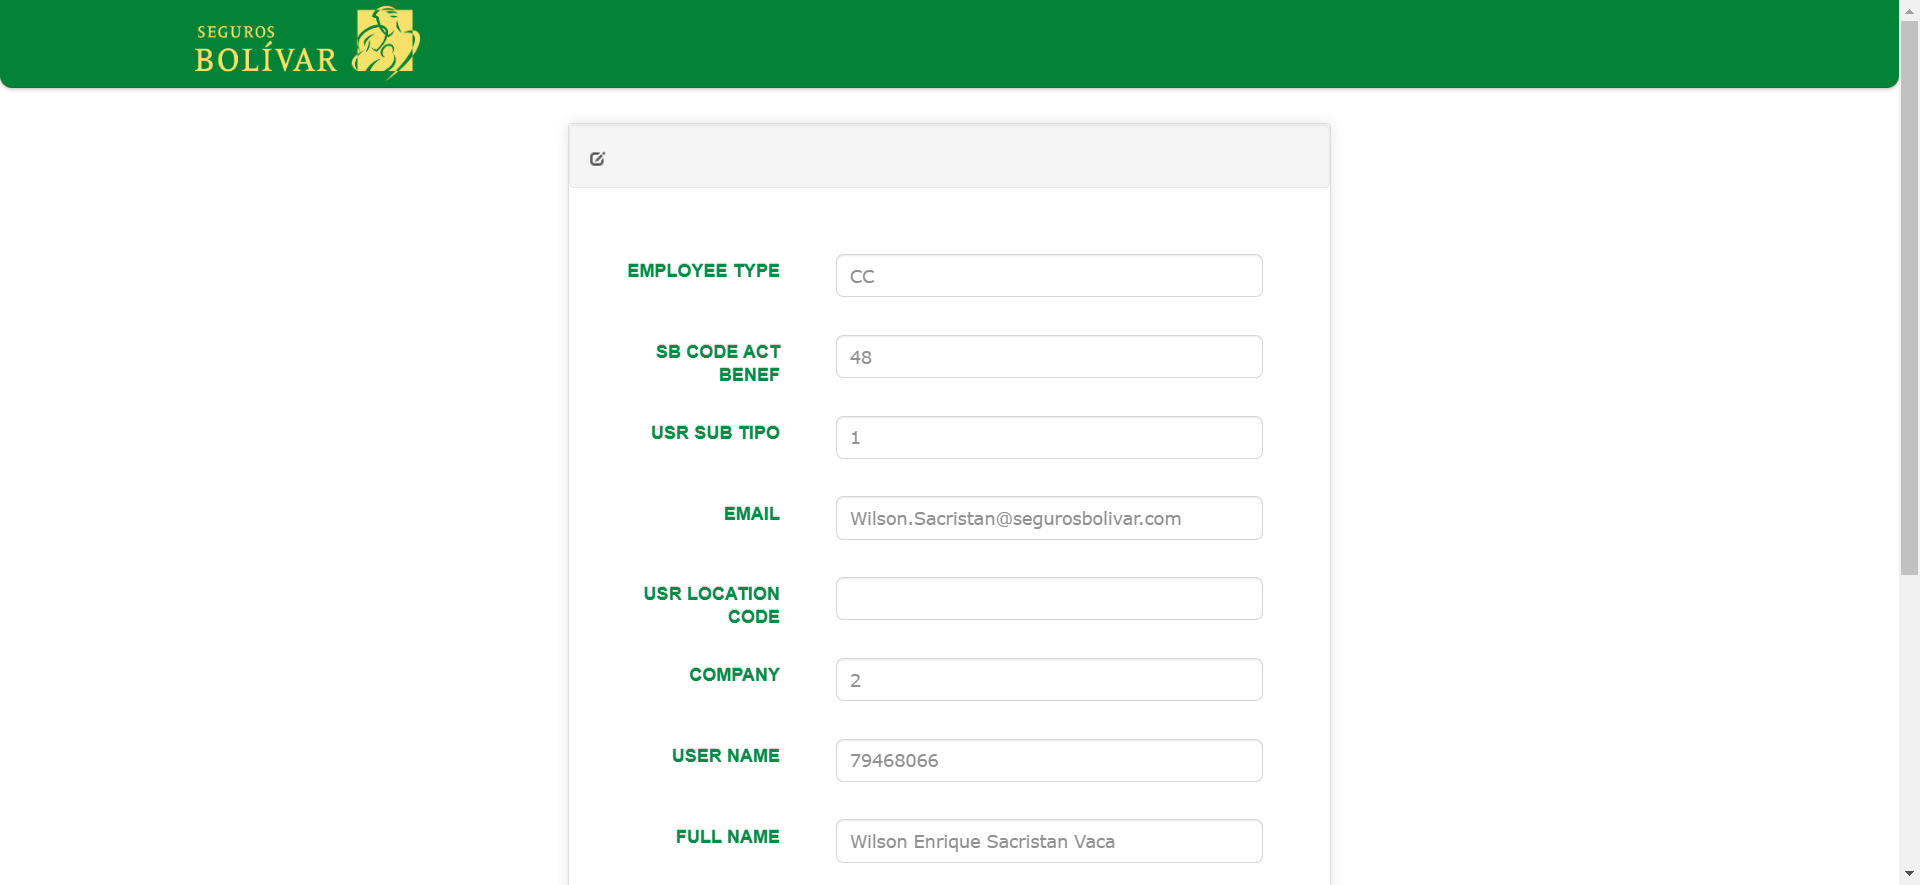 SEGUROS
BOLÍVAR
EMPLOYEE TYPE
CC
SB CODE ACT
BENEF
48
USR SUB TIPO
1
EMAIL
Wilson.Sacristan@segurosbolivar.com
USR LOCATION
CODE
COMPANY
2
USER NAME
79468066
FULL NAME
Wilson Enrique Sacristan Vaca